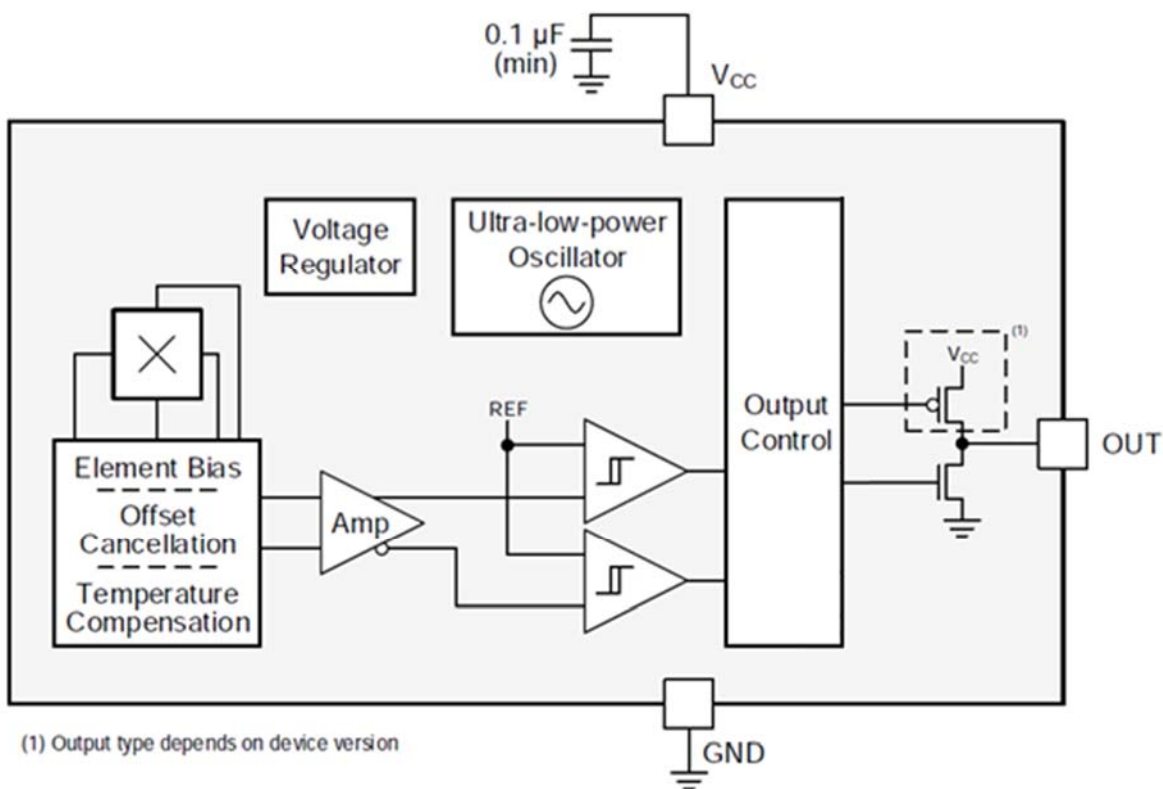 0.1 µF
(min)
VCC
Voltage
Regulator
Ultra-low-power
Oscillator
(1)
VCC
REF
Output
Control
OUT
Element Bias
Offset
Cancellation
Temperature
Compensation
Amp
(1) Output type depends on device version
GND